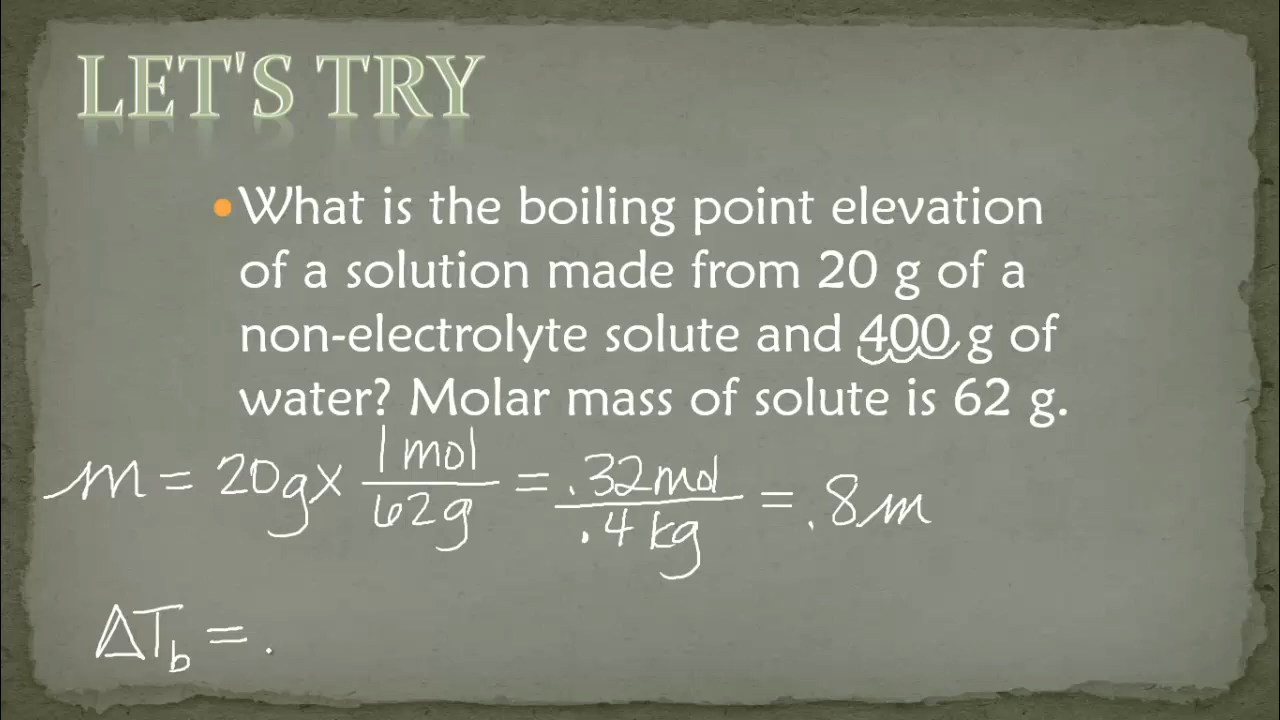 LET'S TRY
•What is the boiling point elevation
of a solution made from 20 g of a
non-electrolyte solute and 400 g of
water? Molar mass of solute is 62 g.
m = 20g x 1 mol / 62g = .32 mol / .4 kg = .8 m
ΔTb = .